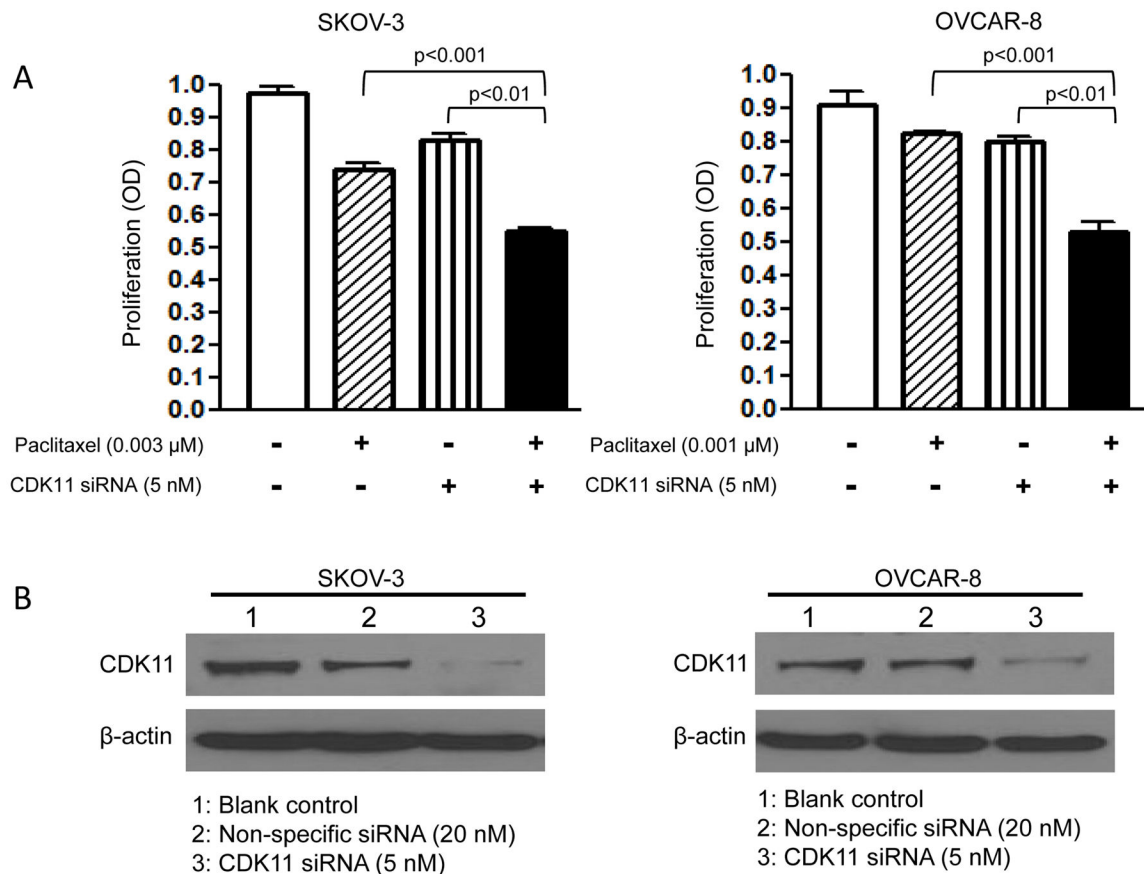 SKOV-3
OVCAR-8
A
p<0.001
p<0.01
p<0.001
p<0.01
Proliferation (OD)
1.0
0.9
0.8
0.7
0.6
0.5
0.4
0.3
0.2
0.1
0.0
Proliferation (OD)
1.0
0.9
0.8
0.7
0.6
0.5
0.4
0.3
0.2
0.1
0.0
Paclitaxel (0.003 µM) - + - +
CDK11 siRNA (5 nM) - - + +
Paclitaxel (0.001 µM) - + - +
CDK11 siRNA (5 nM) - - + +
B
SKOV-3
1 2 3
CDK11
β-actin
1: Blank control
2: Non-specific siRNA (20 nM)
3: CDK11 siRNA (5 nM)
OVCAR-8
1 2 3
CDK11
β-actin
1: Blank control
2: Non-specific siRNA (20 nM)
3: CDK11 siRNA (5 nM)